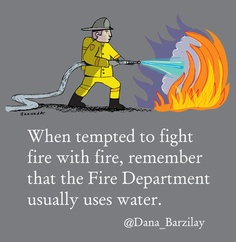 When tempted to fight
fire with fire, remember
that the Fire Department
usually uses water.
@Dana_Barzilay